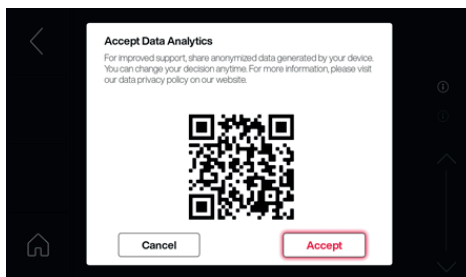 Accept Data Analytics
For improved support, share anonymized data generated by your device.
You can change your decision anytime. For more information, please visit
our data privacy policy on our website.
Cancel
Accept